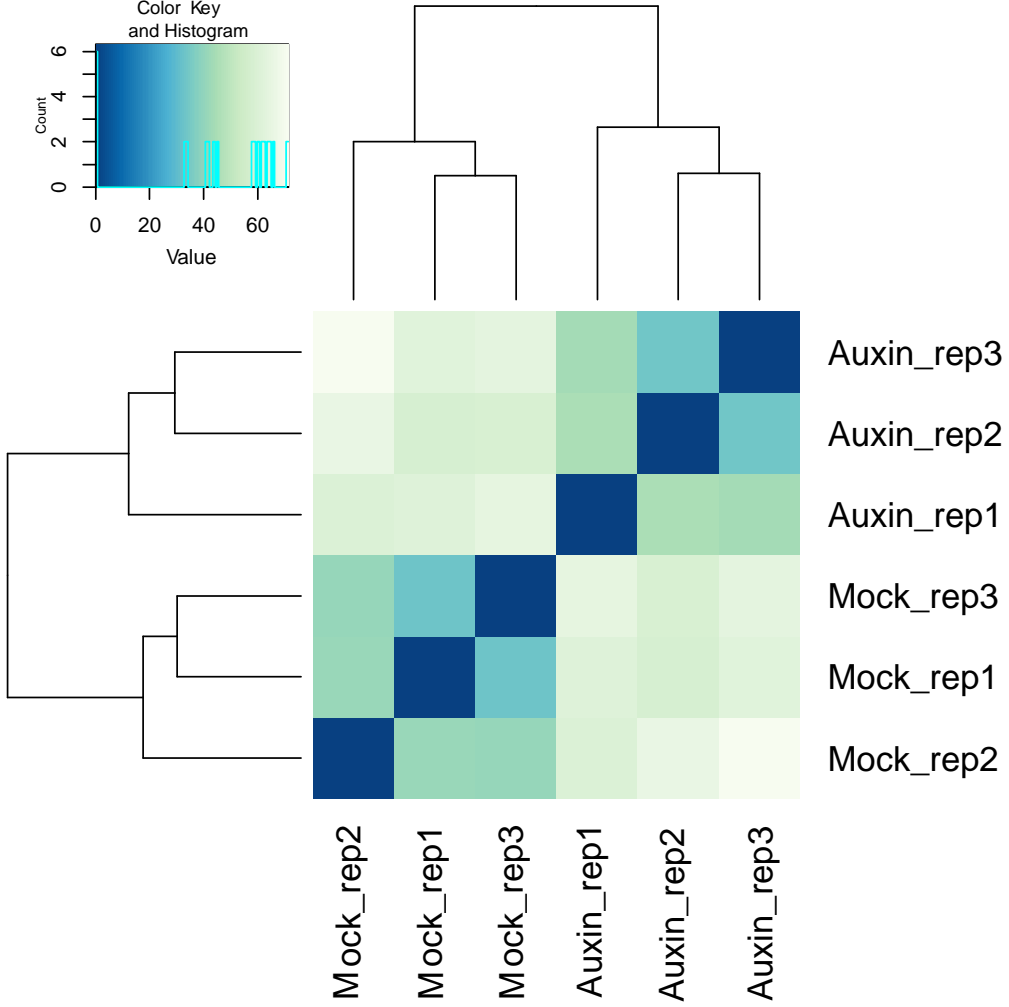 Color Key
and Histogram
Count
0 2 4 6
0 20 40 60
Value
Auxin_rep3
Auxin_rep2
Auxin_rep1
Mock_rep3
Mock_rep1
Mock_rep2
Mock_rep2
Mock_rep1
Mock_rep3
Auxin_rep1
Auxin_rep2
Auxin_rep3